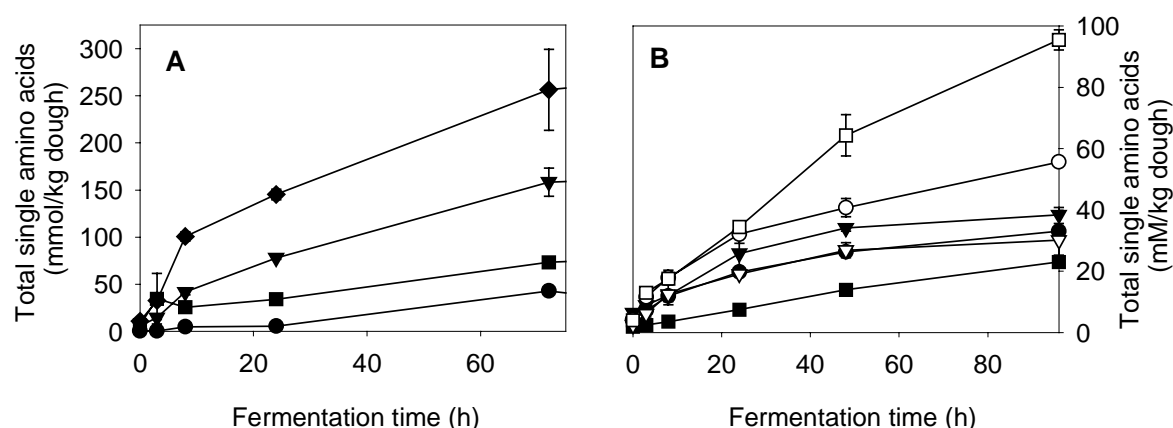 Total single amino acids
(mmol/kg dough)
300
250
200
150
100
50
0
A
0
20
40
60
Fermentation time (h)
B
0
20
40
60
80
Fermentation time (h)
100
80
60
40
20
0
Total single amino acids
(mM/kg dough)